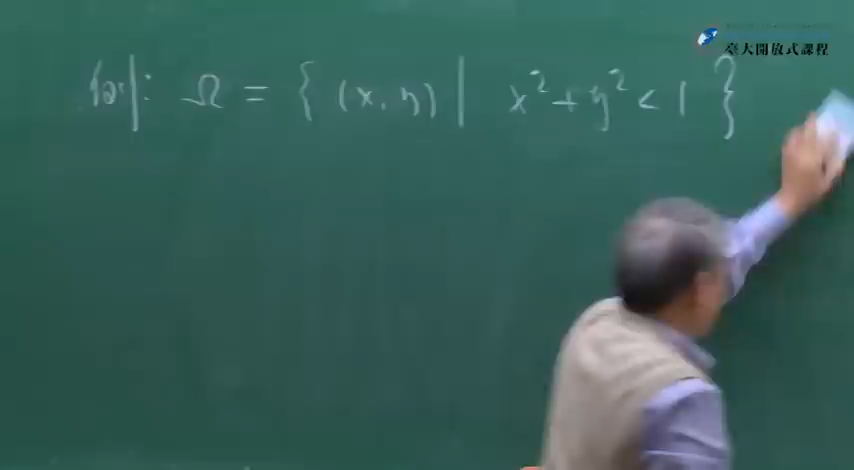 臺大開放式課程
例: Ω = { (x, y) | x² + y² < 1 }